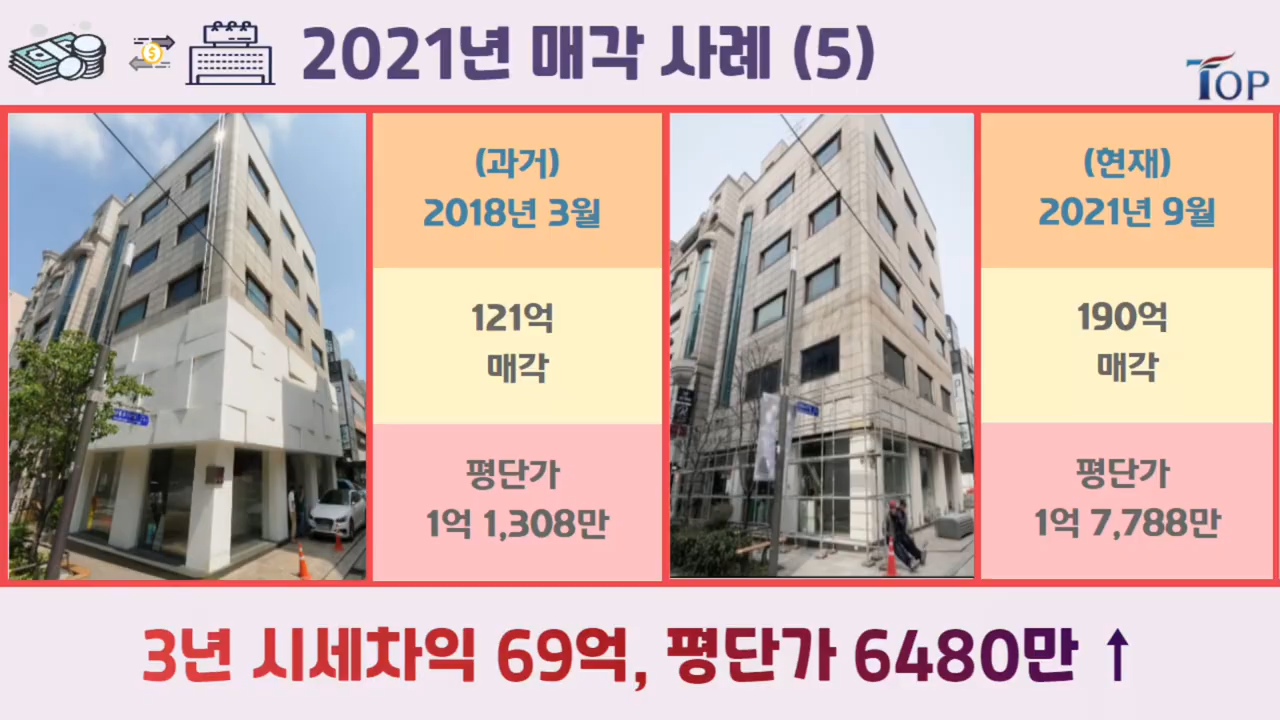 2021년 매각 사례 (5)
TOP
(과거)
2018년 3월
121억
매각
평단가
1억 1,308만
(현재)
2021년 9월
190억
매각
평단가
1억 7,788만
3년 시세차익 69억, 평단가 6480만 ↑